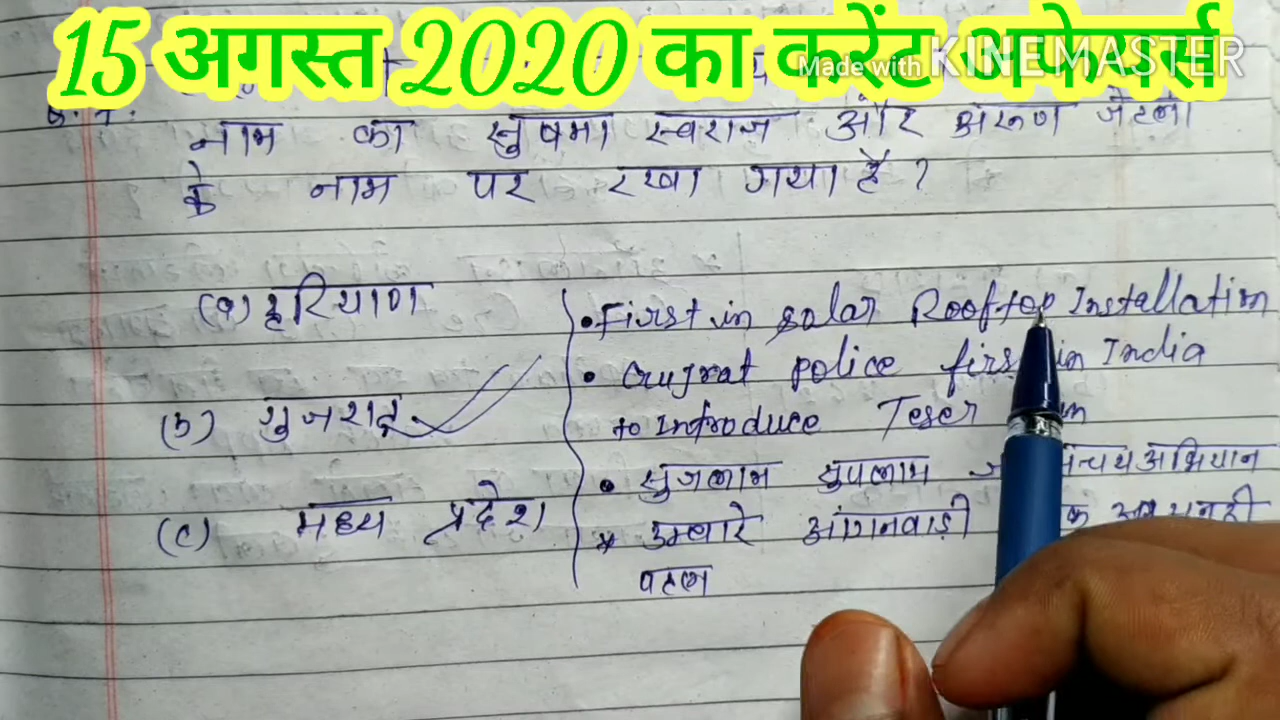 15 अगस्त 2020 का करेंट अफेयर्स
Made with KINEMASTER
नाम का सुषमा स्वराज और अरुण जेटली
के नाम पर रखा गया है?
(a) हरियाणा
(b) गुजरात
(c) मध्य प्रदेश
• First in solar Rooftop Installation
• Gujrat police first in India
to Introduce Teser
• सुजलाम सुफलाम अभियान
* उम्बारे आंगनवाड़ी
पहल